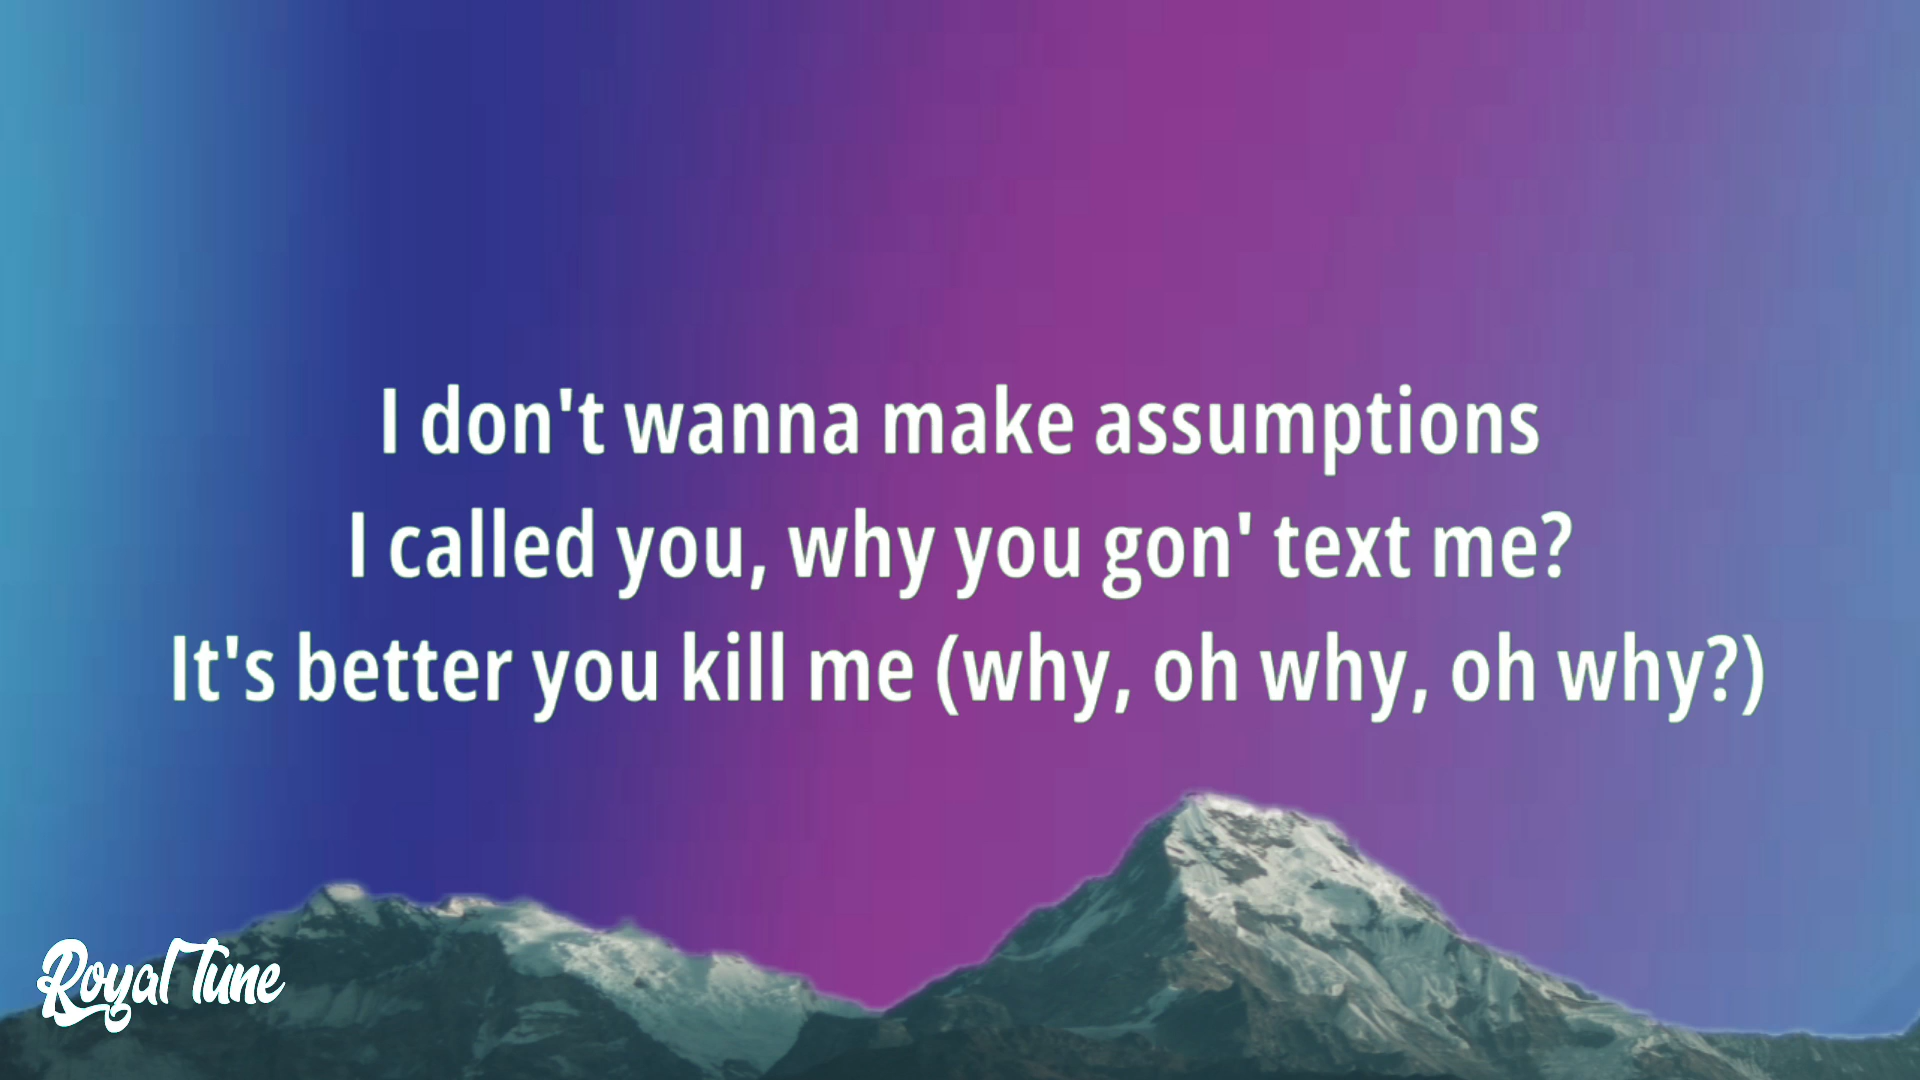 I don't wanna make assumptions
I called you, why you gon' text me?
It's better you kill me (why, oh why, oh why?)
Royal Tune